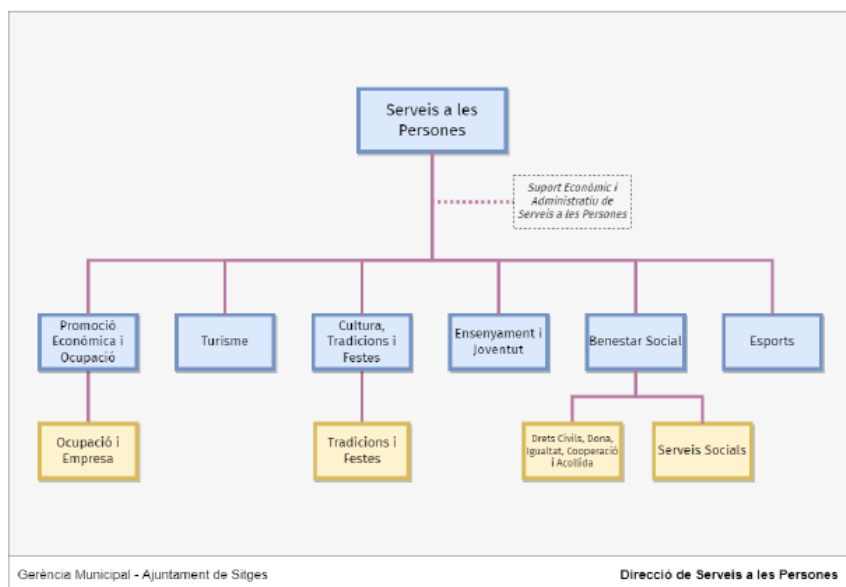 Serveis a les
Persones
Suport Econòmic i
Administratiu de
Serveis a les Persones
Promoció
Econòmica i
Ocupació
Turisme
Cultura,
Tradicions i
Festes
Ensenyament i
Joventut
Benestar Social
Esports
Ocupació i
Empresa
Tradicions i
Festes
Drets Civils, Dona,
Igualtat, Cooperació
i Acollida
Serveis Socials
Gerència Municipal - Ajuntament de Sitges
Direcció de Serveis a les Persones